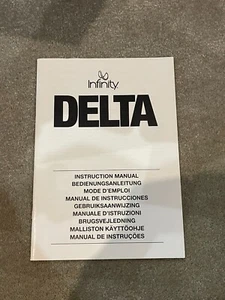 Infinity
DELTA
INSTRUCTION MANUAL
BEDIENUNGSANLEITUNG
MODE D'EMPLOI
MANUAL DE INSTRUCCIONES
GEBRUIKSAANWIJZING
MANUALE D'ISTRUZIONI
BRUGSVEJLEDNING
MALLISTON KÄYTTÖOHJE
MANUAL DE INSTRUÇÕES